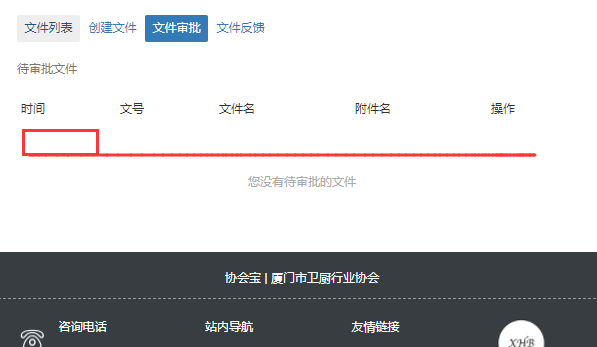 文件列表 创建文件 文件审批 文件反馈
待审批文件
时间 文号 文件名 附件名 操作
您没有待审批的文件
协会宝 | 厦门市卫厨行业协会
咨询电话 站内导航 友情链接
XHB